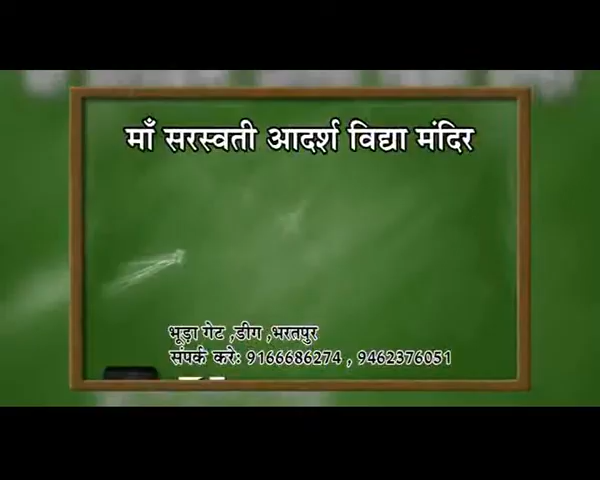 माँ सरस्वती आदर्श विद्या मंदिर
भूड़ा गेट ,डीग ,भरतपुर
संपर्क करेः 9166686274 , 9462376051